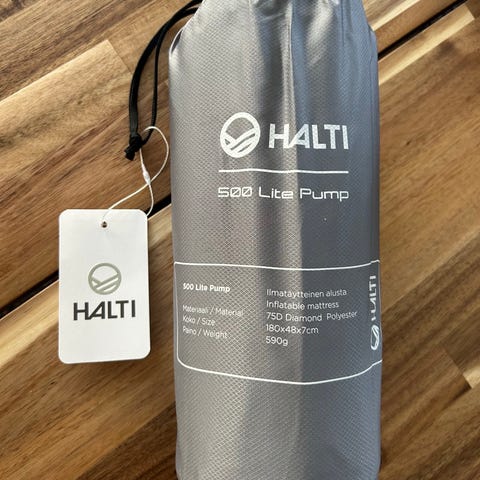 HALTI
500 Lite Pump
500 Lite Pump
Ilmatäytteinen alusta
Inflatable mattress
Materiaali / Material
75D Diamond Polyester
Koko / Size
180x48x7cm
Paino / Weight
590g
HALTI
HALTI